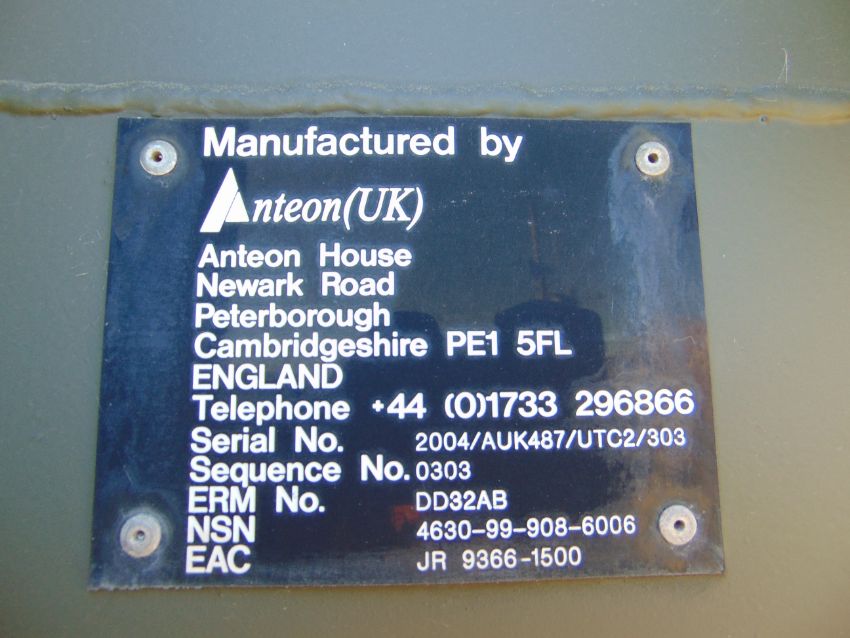 Manufactured by
Anteon(UK)
Anteon House
Newark Road
Peterborough
Cambridgeshire PE1 5FL
ENGLAND
Telephone +44 (0)1733 296866
Serial No. 2004/AUK487/UTC2/303
Sequence No. 0303
ERM No. DD32AB
NSN 4630-99-908-6006
EAC JR 9366-1500